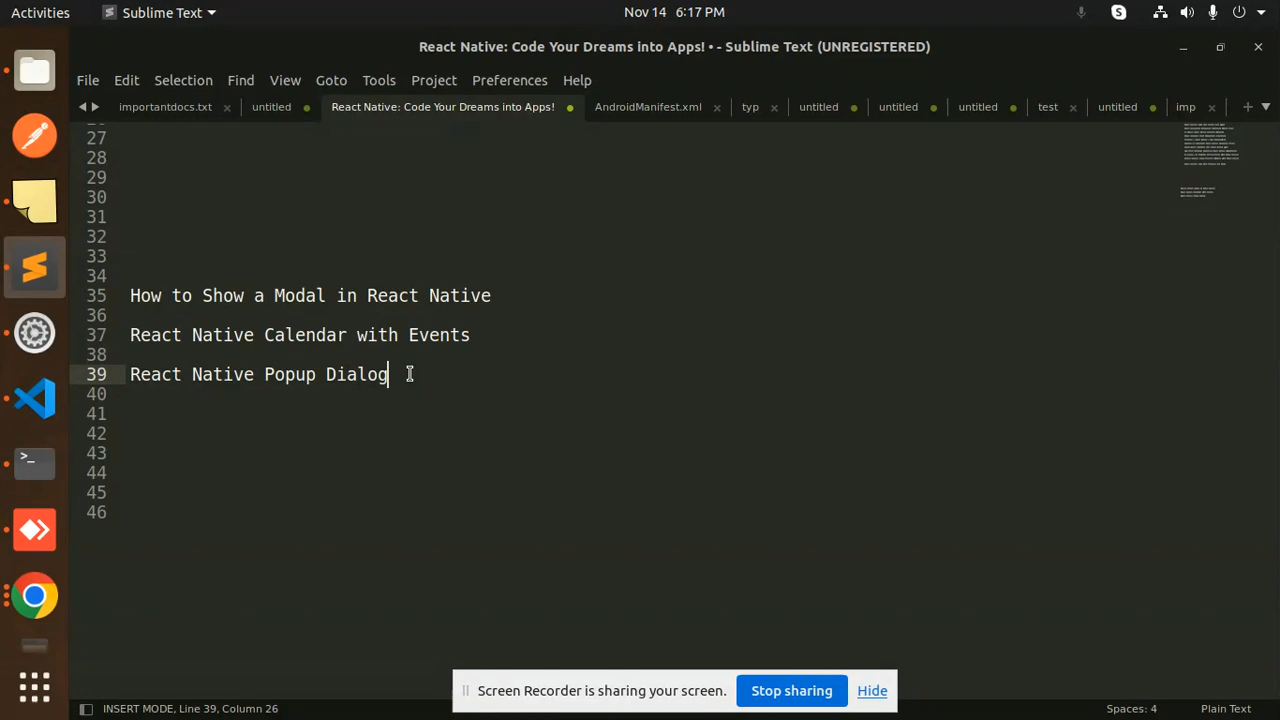 Activities
Sublime Text
Nov 14 6:17 PM
React Native: Code Your Dreams into Apps! • - Sublime Text (UNREGISTERED)
File Edit Selection Find View Goto Tools Project Preferences Help
importantdocs.txt untitled React Native: Code Your Dreams into Apps! AndroidManifest.xml typ untitled untitled untitled test untitled imp
27
28
29
30
31
32
33
34
35 How to Show a Modal in React Native
36
37 React Native Calendar with Events
38
39 React Native Popup Dialog
40
41
42
43
44
45
46
Screen Recorder is sharing your screen. Stop sharing Hide
INSERT MODE, Line 39, Column 26 Spaces: 4 Plain Text